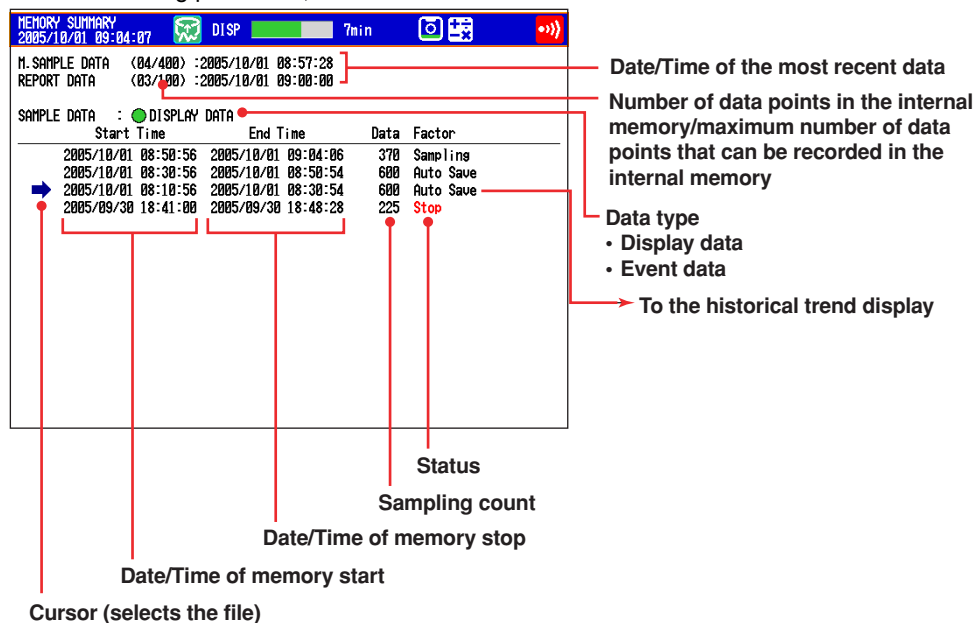 MEMORY SUMMARY
2005/10/01 09:04:07
DISP
7min
M.SAMPLE DATA (04/400) :2005/10/01 08:57:28
REPORT DATA (03/100) :2005/10/01 09:00:00
SAMPLE DATA : DISPLAY DATA
Start Time End Time Data Factor
2005/10/01 08:50:56 2005/10/01 09:04:06 370 Sampling
2005/10/01 08:30:56 2005/10/01 08:50:54 600 Auto Save
2005/10/01 08:10:56 2005/10/01 08:30:54 600 Auto Save
2005/09/30 18:41:00 2005/09/30 18:48:28 225 Stop
Date/Time of the most recent data
Number of data points in the internal
memory/maximum number of data
points that can be recorded in the
internal memory
Data type
• Display data
• Event data
To the historical trend display
Status
Sampling count
Date/Time of memory stop
Date/Time of memory start
Cursor (selects the file)